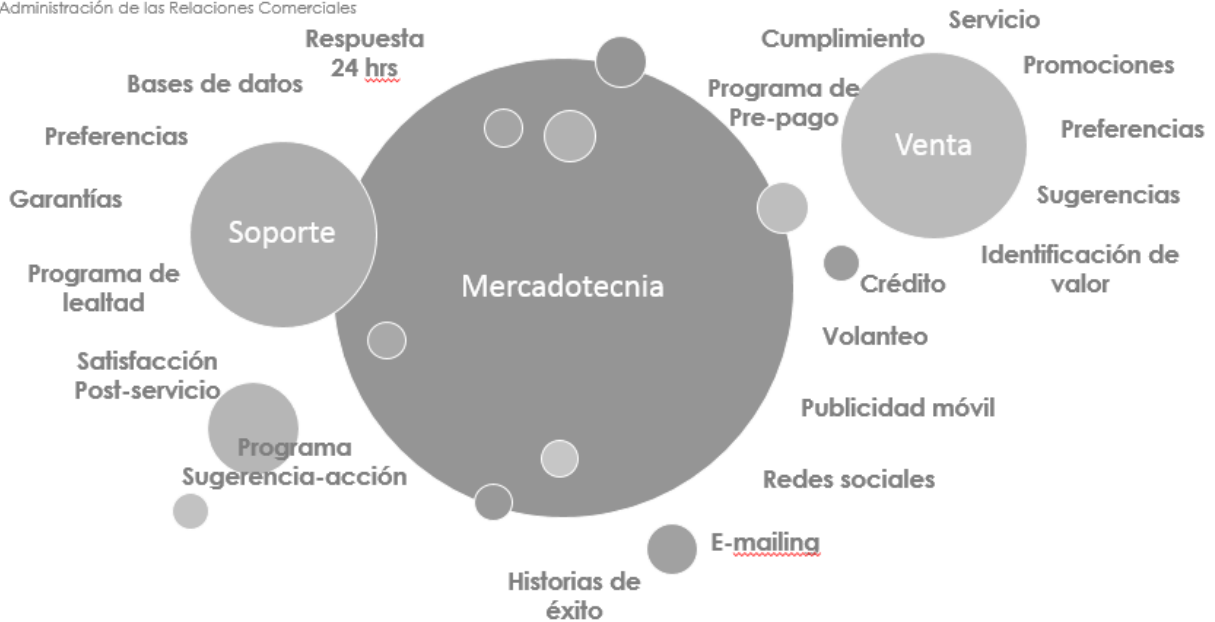 Administración de las Relaciones Comerciales
Respuesta
24 hrs
Bases de datos
Preferencias
Garantías
Soporte
Programa de
lealtad
Satisfacción
Post-servicio
Programa
Sugerencia-acción
Mercadotecnia
Cumplimiento
Servicio
Programa de
Pre-pago
Venta
Promociones
Preferencias
Sugerencias
Identificación de
valor
Crédito
Volanteo
Publicidad móvil
Redes sociales
E-mailing
Historias de
éxito